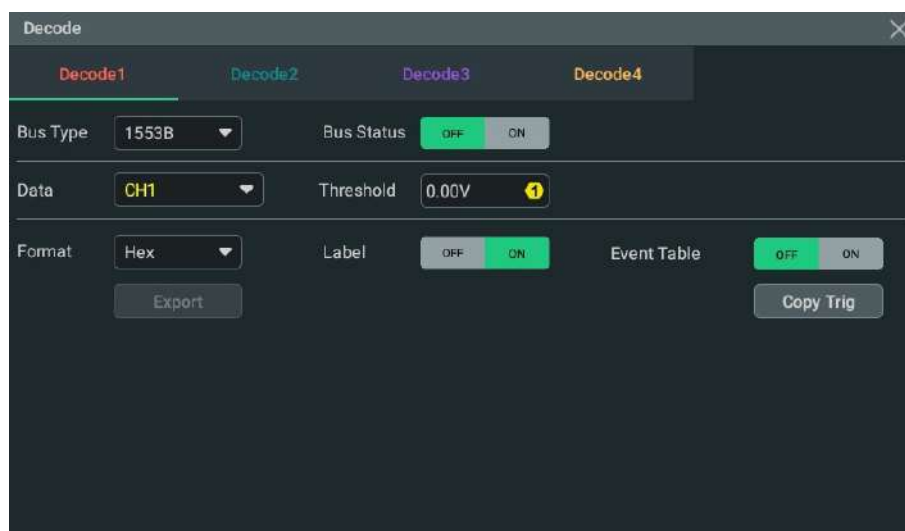 Decode
Decode1 Decode2 Decode3 Decode4
Bus Type 1553B Bus Status OFF ON
Data CH1 Threshold 0.00V 1
Format Hex Label OFF ON Event Table OFF ON
Export Copy Trig